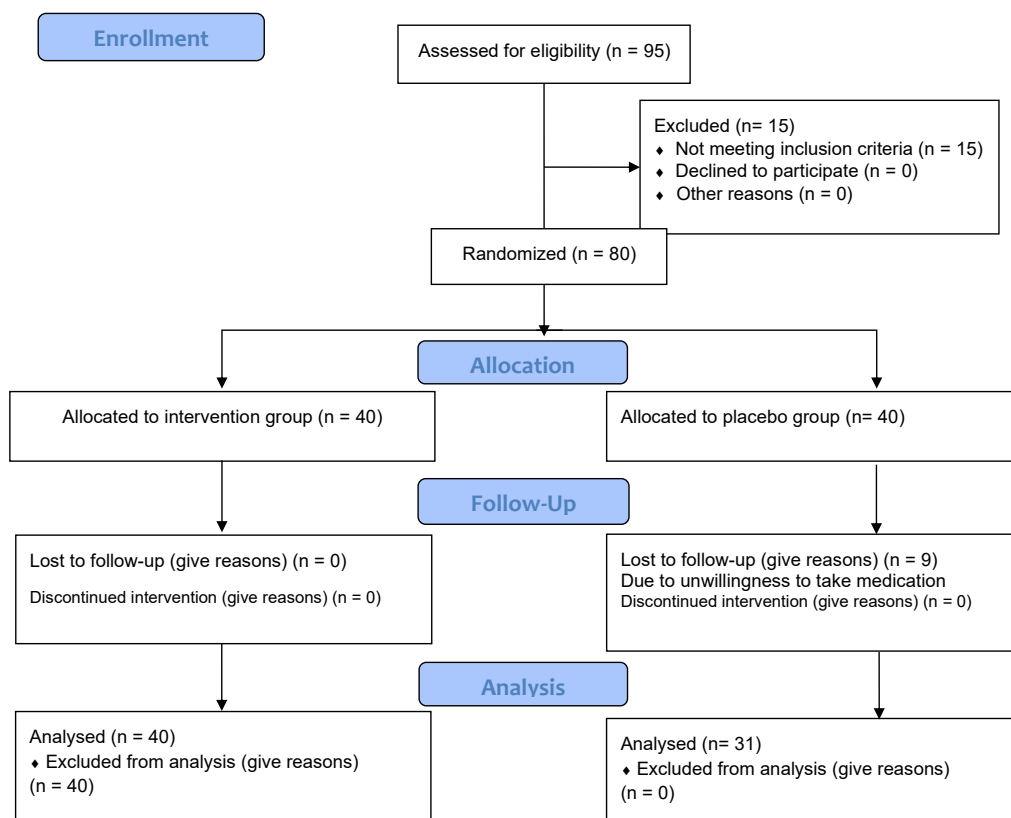 Enrollment
Assessed for eligibility (n = 95)
Excluded (n= 15)
♦ Not meeting inclusion criteria (n = 15)
♦ Declined to participate (n = 0)
♦ Other reasons (n = 0)
Randomized (n = 80)
Allocation
Allocated to intervention group (n = 40)
Allocated to placebo group (n= 40)
Follow-Up
Lost to follow-up (give reasons) (n = 0)
Discontinued intervention (give reasons) (n = 0)
Lost to follow-up (give reasons) (n = 9)
Due to unwillingness to take medication
Discontinued intervention (give reasons) (n = 0)
Analysis
Analysed (n = 40)
♦ Excluded from analysis (give reasons)
(n = 40)
Analysed (n= 31)
♦ Excluded from analysis (give reasons)
(n = 0)